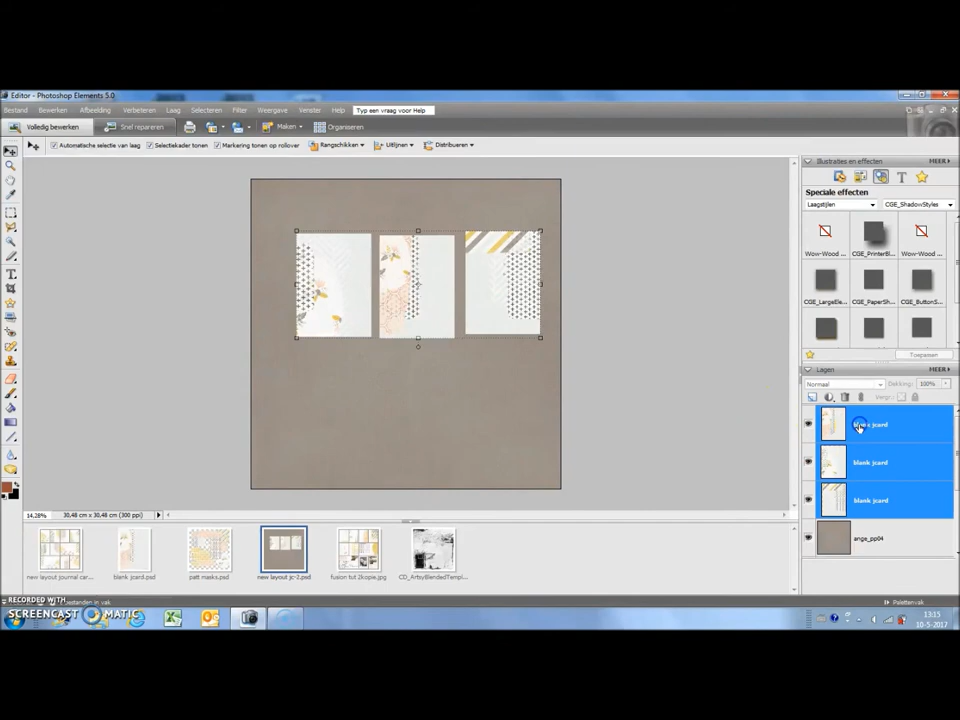 Editor - Photoshop Elements 5.0
Bestand Bewerken Afbeelding Verbeteren Laag Selecteren Filter Weergave Venster Help Typ een vraag voor Help
Volledig bewerken Snel repareren Maken Organiseren
Automatische selectie van laag Selectiekader tonen Markering tonen op rollover Rangschikken Uitlijnen Distribueren
Illustraties en effecten MEER
Speciale effecten
Laagstijlen CGE_ShadowStyles
Wow-Wood ... CGE_PrinterBl... Wow-Wood ...
CGE_LargeEle... CGE_PaperSha... CGE_ButtonS...
Toepassen
Lagen MEER
Normaal Dekking: 100%
Vergr.:
blank jcard
blank jcard
blank jcard
ange_pp04
14,28% 30,48 cm x 30,48 cm (300 ppi)
new layout journal car... blank jcard.psd patt masks.psd new layout jc-2.psd fusion tut 2kopie.jpg CD_ArtsyBlendedTempl...
RECORDED WITH
SCREENCAST MATIC
Palettenvak
13:15
10-5-2017